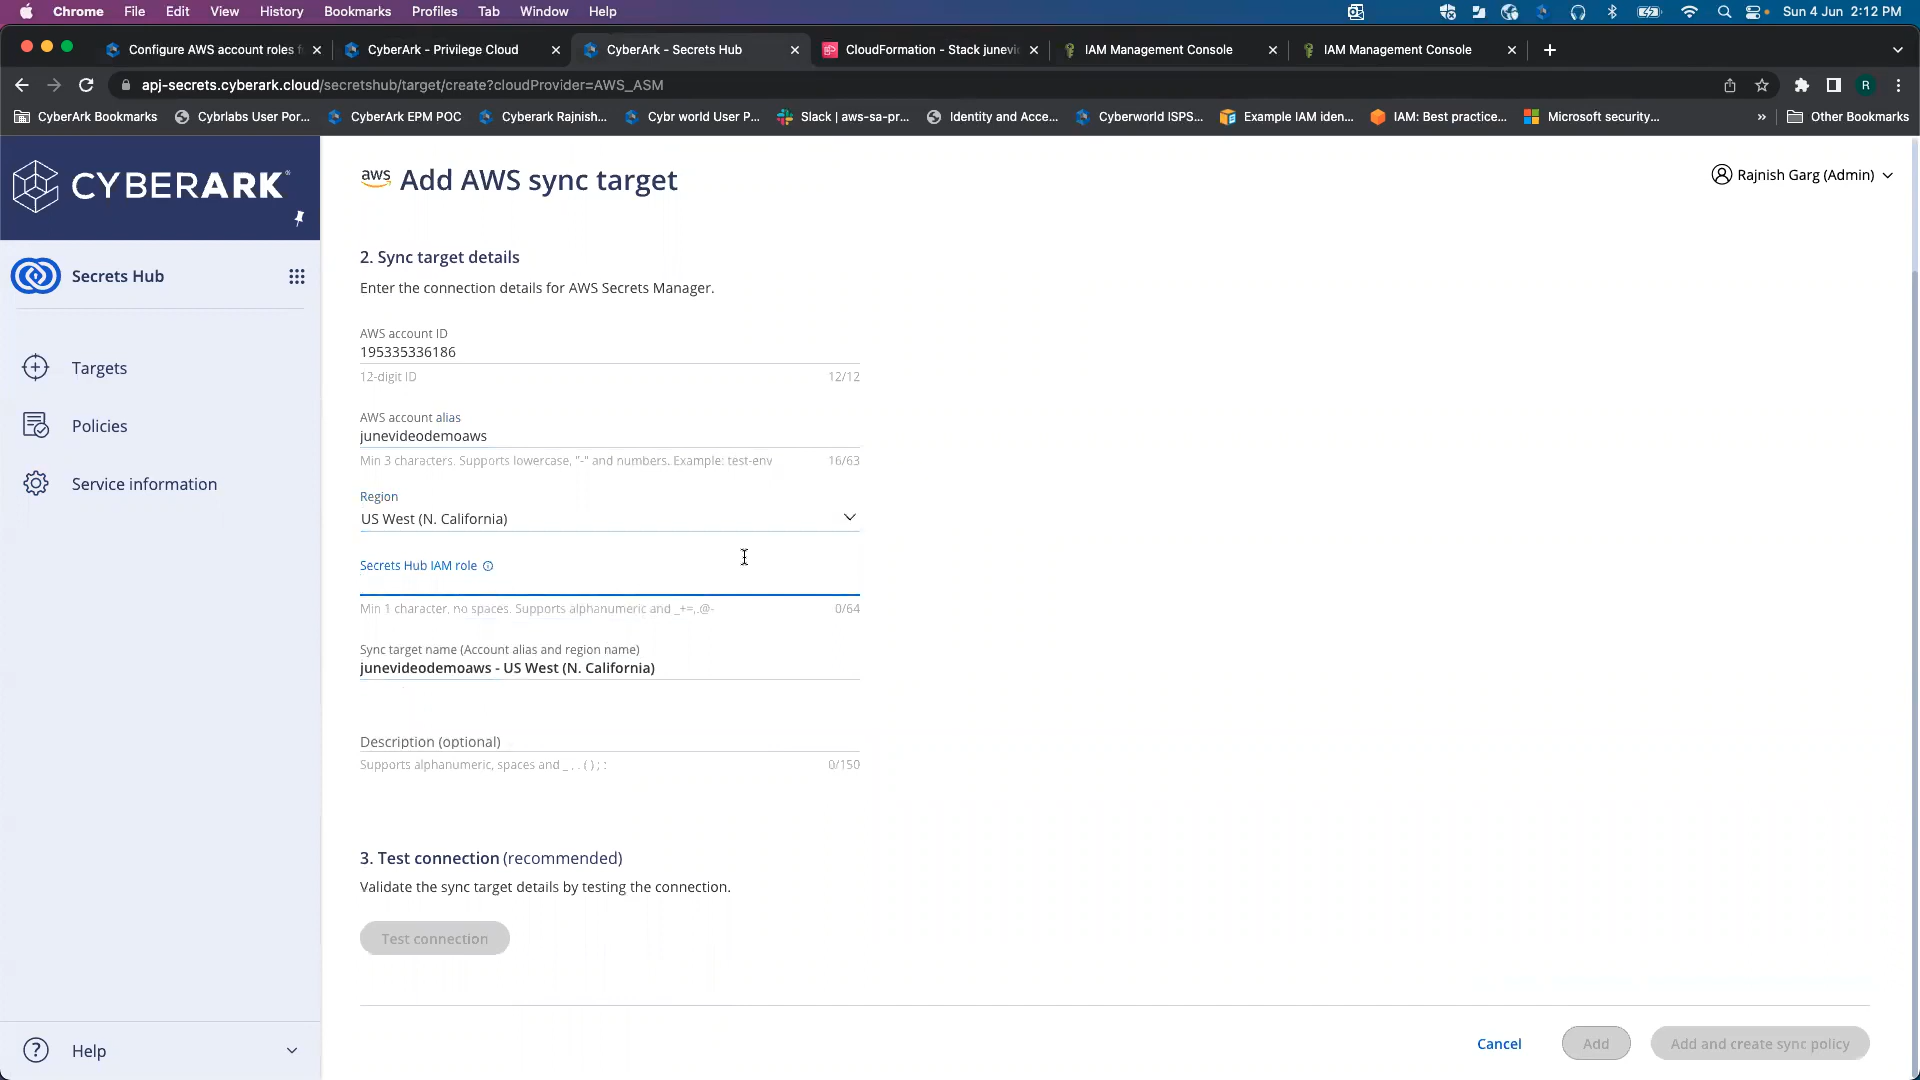 Chrome File Edit View History Bookmarks Profiles Tab Window Help Sun 4 Jun 2:12 PM
Configure AWS account roles f CyberArk - Privilege Cloud CyberArk - Secrets Hub CloudFormation - Stack junevi IAM Management Console IAM Management Console
apj-secrets.cyberark.cloud/secretshub/target/create?cloudProvider=AWS_ASM R
CyberArk Bookmarks Cybrlabs User Por... CyberArk EPM POC Cyberark Rajnish... Cybr world User P... Slack | aws-sa-pr... Identity and Acce... Cyberworld ISPS... Example IAM iden... IAM: Best practice... Microsoft security... » Other Bookmarks
CYBERARK®
Secrets Hub
Targets
Policies
Service information
? Help
aws Add AWS sync target
Rajnish Garg (Admin)
2. Sync target details
Enter the connection details for AWS Secrets Manager.
AWS account ID
195335336186
12-digit ID 12/12
AWS account alias
junevideodemoaws
Min 3 characters. Supports lowercase, "-" and numbers. Example: test-env 16/63
Region
US West (N. California)
Secrets Hub IAM role
Min 1 character, no spaces. Supports alphanumeric and _+=,.@- 0/64
Sync target name (Account alias and region name)
junevideodemoaws - US West (N. California)
Description (optional)
Supports alphanumeric, spaces and _ , . ( ) ; : 0/150
3. Test connection (recommended)
Validate the sync target details by testing the connection.
Test connection
Cancel Add Add and create sync policy